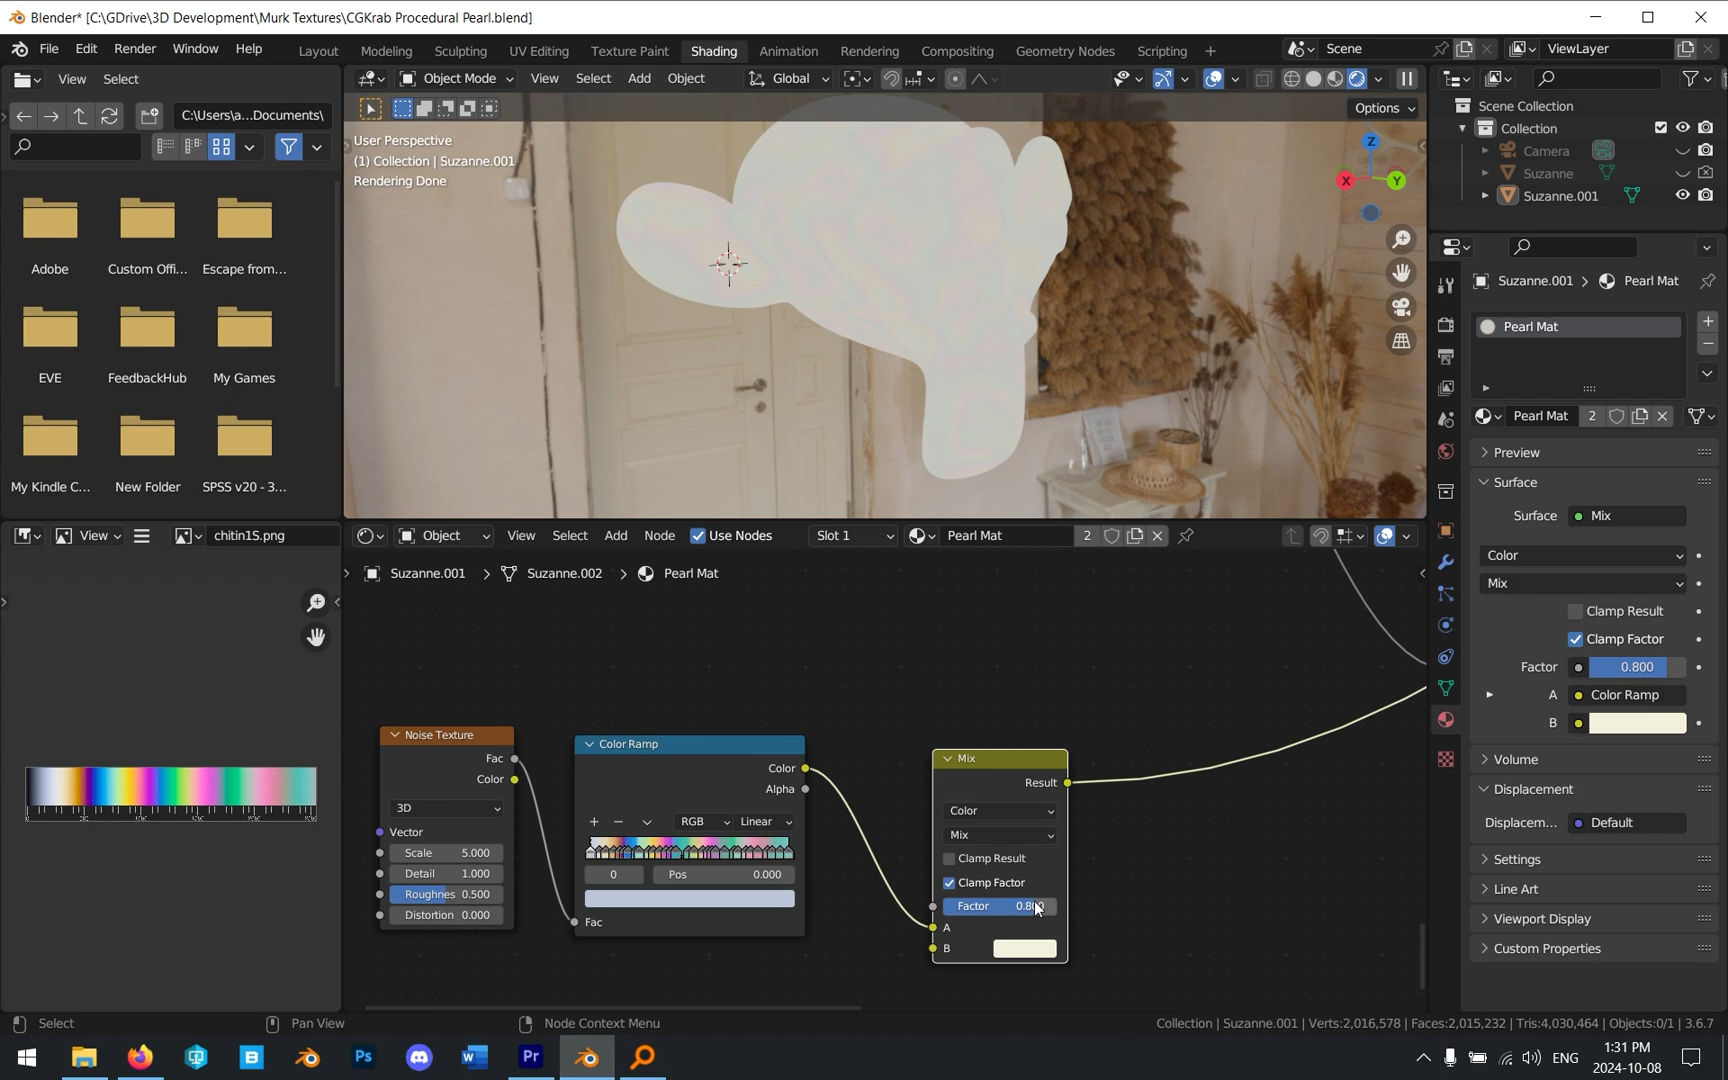 Blender* [C:\GDrive\3D Development\Murk Textures\CGKrab Procedural Pearl.blend]
File Edit Render Window Help Layout Modeling Sculpting UV Editing Texture Paint Shading Animation Rendering Compositing Geometry Nodes Scripting + Scene ViewLayer
View Select Object Mode View Select Add Object Global
C:\Users\a...Documents\ Options
User Perspective
(1) Collection | Suzanne.001
Rendering Done
Z
X
Y
Adobe Custom Offi... Escape from...
EVE FeedbackHub My Games
My Kindle C... New Folder SPSS v20 - 3...
Scene Collection
Collection
Camera
Suzanne
Suzanne.001
Suzanne.001 > Pearl Mat
Pearl Mat
Pearl Mat 2
Preview
Surface
Surface Mix
Color
Mix
Clamp Result
Clamp Factor
Factor 0.800
A Color Ramp
B
Volume
Displacement
Displacem... Default
Settings
Line Art
Viewport Display
Custom Properties
View chitin1S.png
Object View Select Add Node Use Nodes Slot 1 Pearl Mat 2
Suzanne.001 > Suzanne.002 > Pearl Mat
Noise Texture
Fac
Color
3D
Vector
Scale 5.000
Detail 1.000
Roughnes 0.500
Distortion 0.000
Color Ramp
Color
Alpha
+ − RGB Linear
0 Pos 0.000
Fac
Mix
Result
Color
Mix
Clamp Result
Clamp Factor
Factor
A
B
Select Pan View Node Context Menu Collection | Suzanne.001 | Verts:2,016,578 | Faces:2,015,232 | Tris:4,030,464 | Objects:0/1 | 3.6.7
B Ps W Pr ENG
1:31 PM
2024-10-08